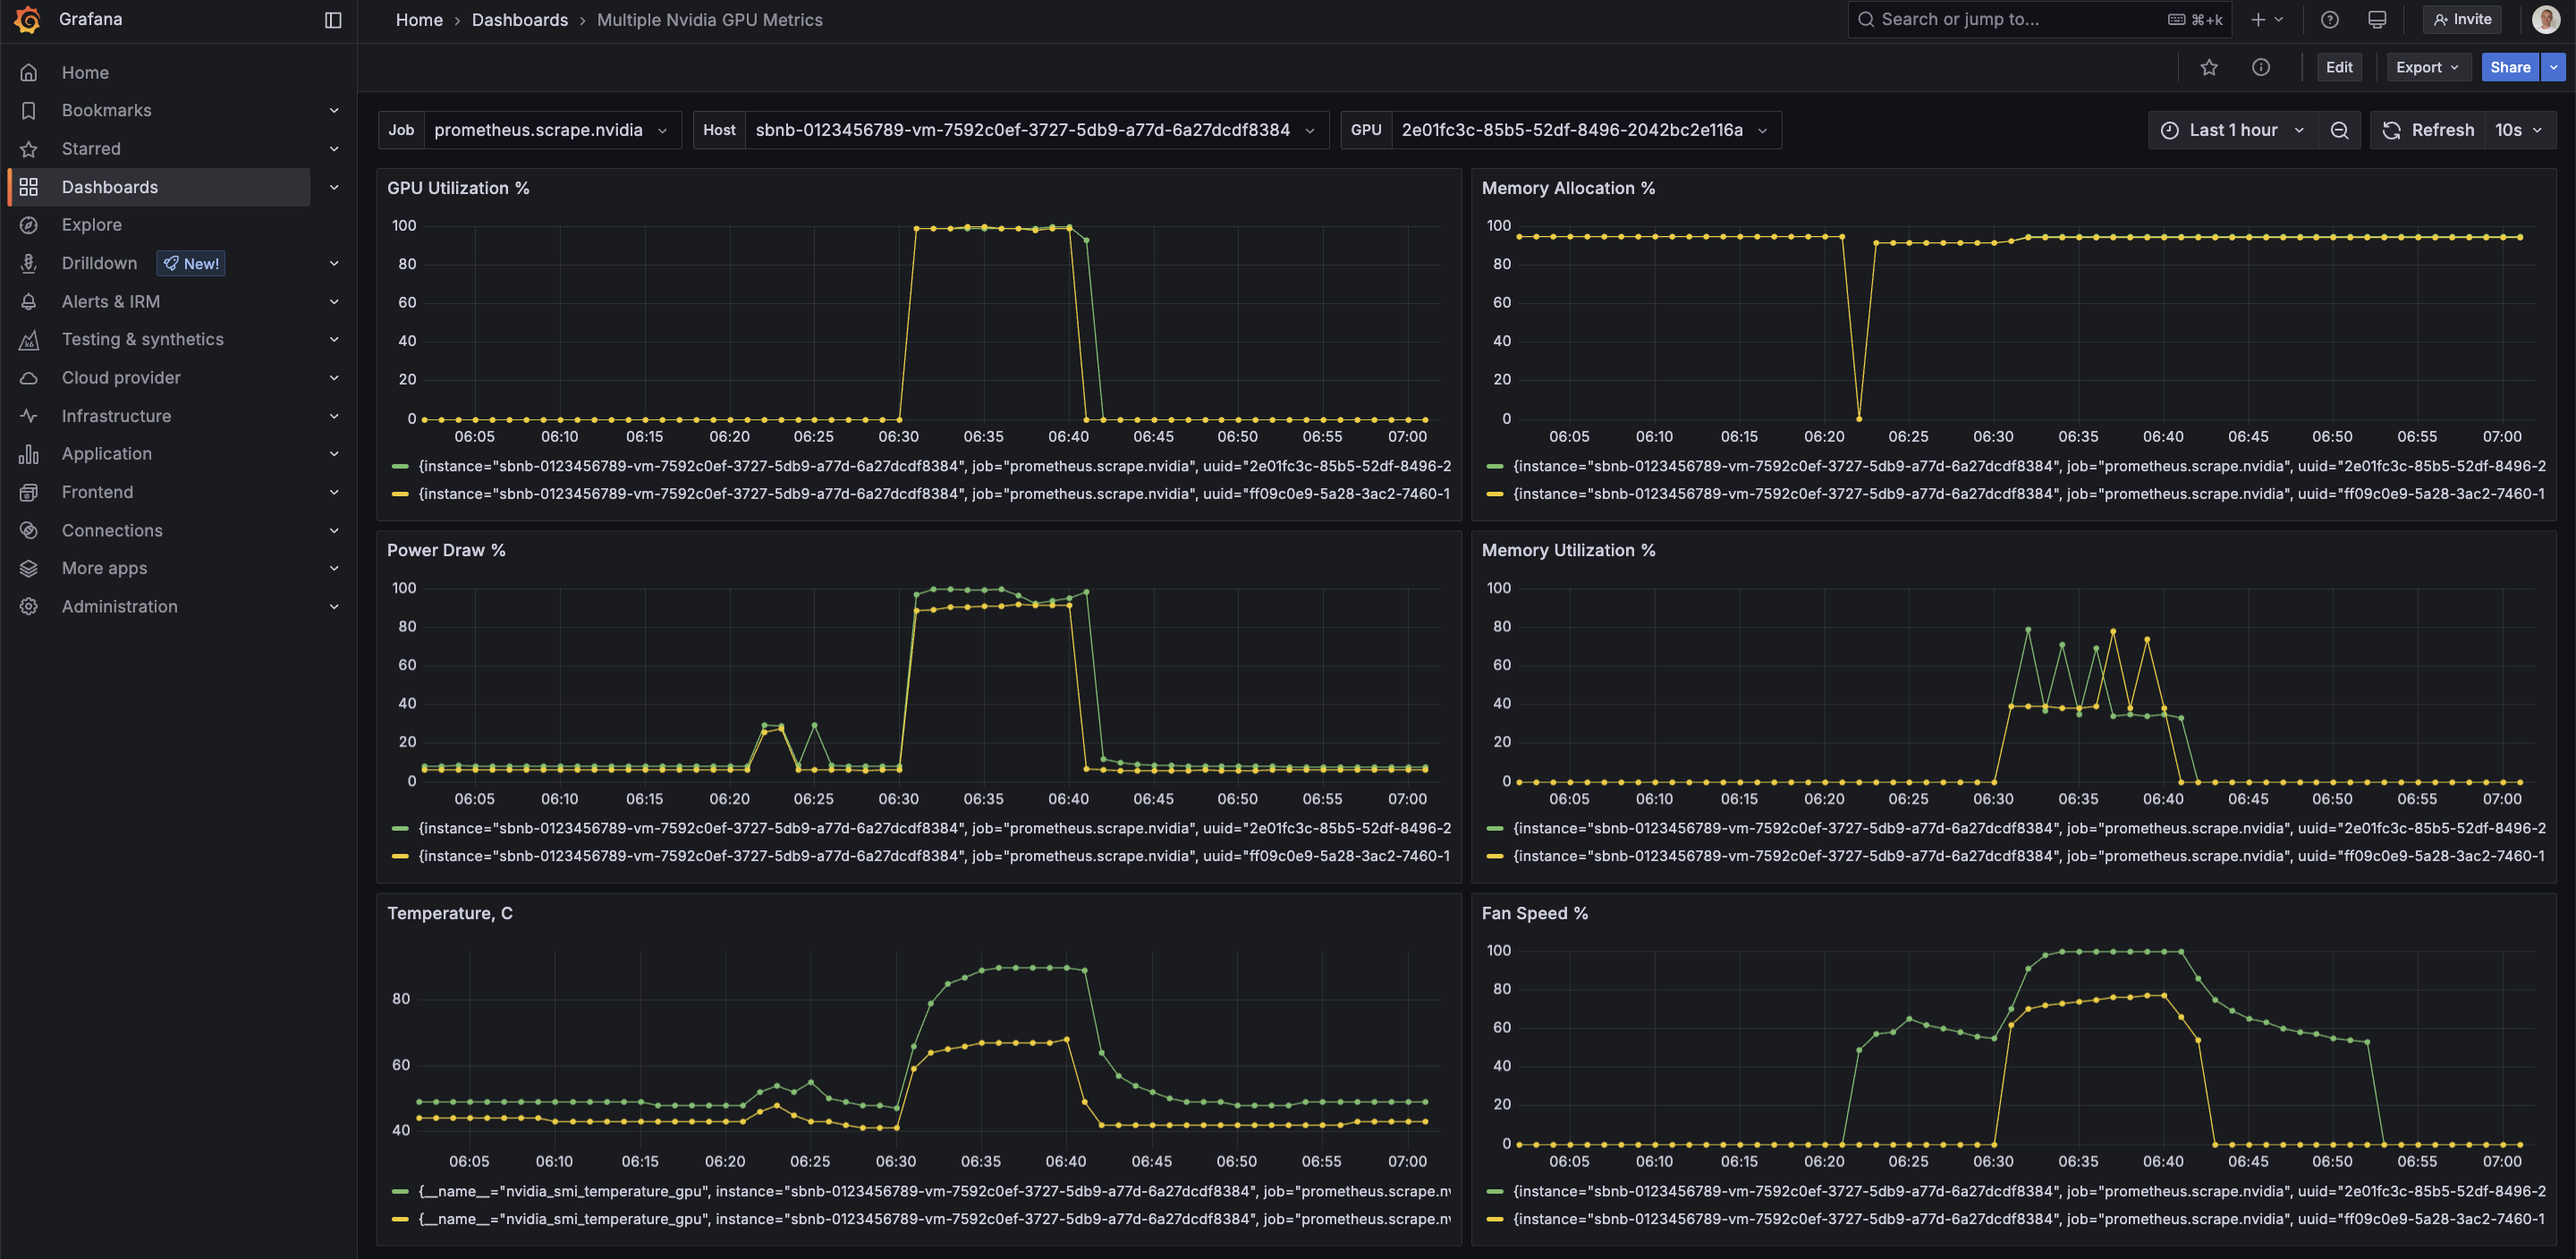 Grafana
Home › Dashboards › Multiple Nvidia GPU Metrics
Search or jump to... ⌘+k
Invite
Edit
Export
Share
Home
Bookmarks
Starred
Dashboards
Explore
Drilldown New!
Alerts & IRM
Testing & synthetics
Cloud provider
Infrastructure
Application
Frontend
Connections
More apps
Administration
Job prometheus.scrape.nvidia
Host sbnb-0123456789-vm-7592c0ef-3727-5db9-a77d-6a27dcdf8384
GPU 2e01fc3c-85b5-52df-8496-2042bc2e116a
Last 1 hour
Refresh 10s
GPU Utilization %
100
80
60
40
20
0
06:05 06:10 06:15 06:20 06:25 06:30 06:35 06:40 06:45 06:50 06:55 07:00
{instance="sbnb-0123456789-vm-7592c0ef-3727-5db9-a77d-6a27dcdf8384", job="prometheus.scrape.nvidia", uuid="2e01fc3c-85b5-52df-8496-2
{instance="sbnb-0123456789-vm-7592c0ef-3727-5db9-a77d-6a27dcdf8384", job="prometheus.scrape.nvidia", uuid="ff09c0e9-5a28-3ac2-7460-1
Memory Allocation %
100
80
60
40
20
0
06:05 06:10 06:15 06:20 06:25 06:30 06:35 06:40 06:45 06:50 06:55 07:00
{instance="sbnb-0123456789-vm-7592c0ef-3727-5db9-a77d-6a27dcdf8384", job="prometheus.scrape.nvidia", uuid="2e01fc3c-85b5-52df-8496-2
{instance="sbnb-0123456789-vm-7592c0ef-3727-5db9-a77d-6a27dcdf8384", job="prometheus.scrape.nvidia", uuid="ff09c0e9-5a28-3ac2-7460-1
Power Draw %
100
80
60
40
20
0
06:05 06:10 06:15 06:20 06:25 06:30 06:35 06:40 06:45 06:50 06:55 07:00
{instance="sbnb-0123456789-vm-7592c0ef-3727-5db9-a77d-6a27dcdf8384", job="prometheus.scrape.nvidia", uuid="2e01fc3c-85b5-52df-8496-2
{instance="sbnb-0123456789-vm-7592c0ef-3727-5db9-a77d-6a27dcdf8384", job="prometheus.scrape.nvidia", uuid="ff09c0e9-5a28-3ac2-7460-1
Memory Utilization %
100
80
60
40
20
0
06:05 06:10 06:15 06:20 06:25 06:30 06:35 06:40 06:45 06:50 06:55 07:00
{instance="sbnb-0123456789-vm-7592c0ef-3727-5db9-a77d-6a27dcdf8384", job="prometheus.scrape.nvidia", uuid="2e01fc3c-85b5-52df-8496-2
{instance="sbnb-0123456789-vm-7592c0ef-3727-5db9-a77d-6a27dcdf8384", job="prometheus.scrape.nvidia", uuid="ff09c0e9-5a28-3ac2-7460-1
Temperature, C
80
60
40
06:05 06:10 06:15 06:20 06:25 06:30 06:35 06:40 06:45 06:50 06:55 07:00
{__name__="nvidia_smi_temperature_gpu", instance="sbnb-0123456789-vm-7592c0ef-3727-5db9-a77d-6a27dcdf8384", job="prometheus.scrape.nv
{__name__="nvidia_smi_temperature_gpu", instance="sbnb-0123456789-vm-7592c0ef-3727-5db9-a77d-6a27dcdf8384", job="prometheus.scrape.nv
Fan Speed %
100
80
60
40
20
0
06:05 06:10 06:15 06:20 06:25 06:30 06:35 06:40 06:45 06:50 06:55 07:00
{instance="sbnb-0123456789-vm-7592c0ef-3727-5db9-a77d-6a27dcdf8384", job="prometheus.scrape.nvidia", uuid="2e01fc3c-85b5-52df-8496-2
{instance="sbnb-0123456789-vm-7592c0ef-3727-5db9-a77d-6a27dcdf8384", job="prometheus.scrape.nvidia", uuid="ff09c0e9-5a28-3ac2-7460-1